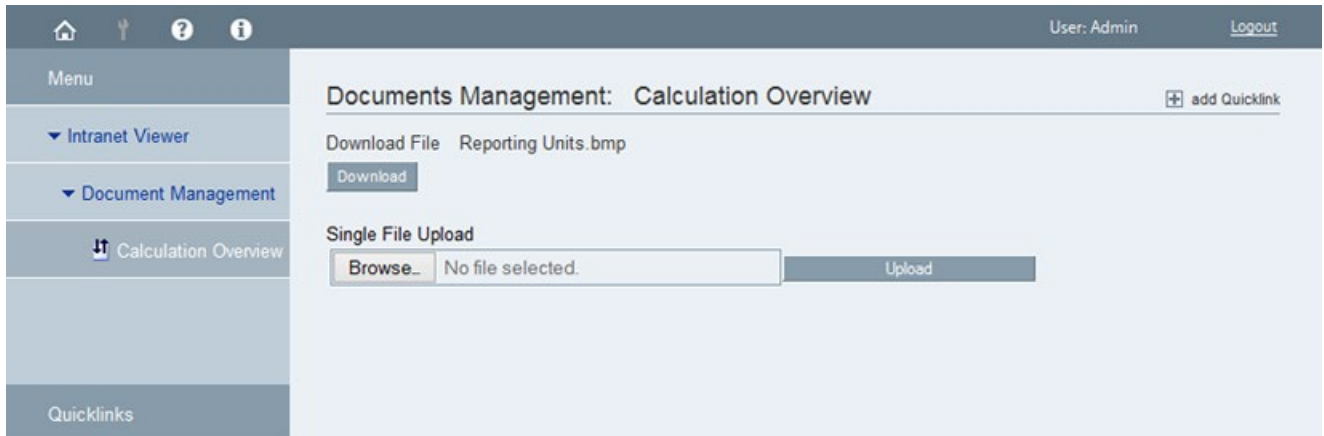 User: Admin Logout
Menu
Documents Management: Calculation Overview
add Quicklink
Intranet Viewer
Download File Reporting Units.bmp
Download
Document Management
Single File Upload
Calculation Overview
Browse... No file selected. Upload
Quicklinks